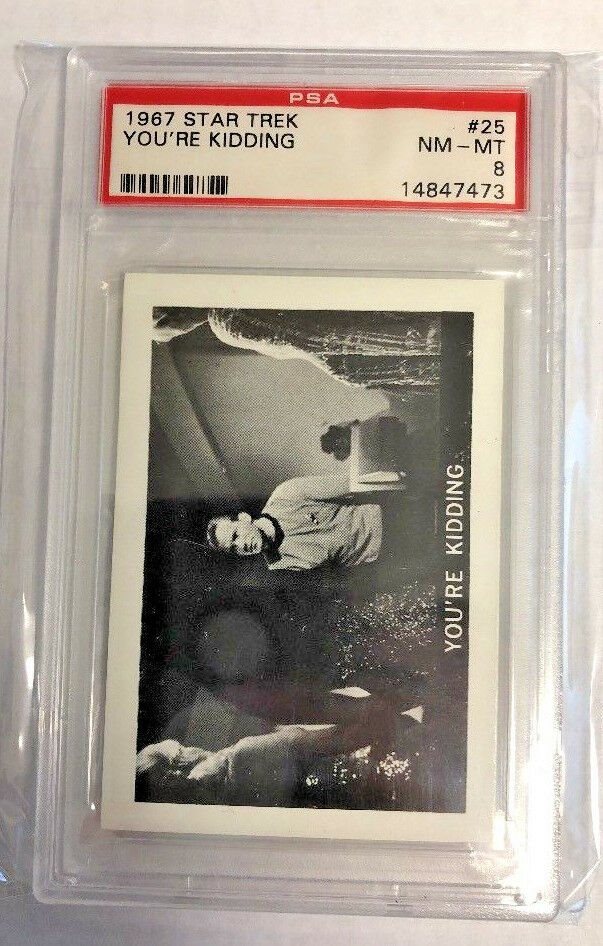 PSA
1967 STAR TREK #25
YOU'RE KIDDING NM-MT
8
14847473
YOU'RE KIDDING